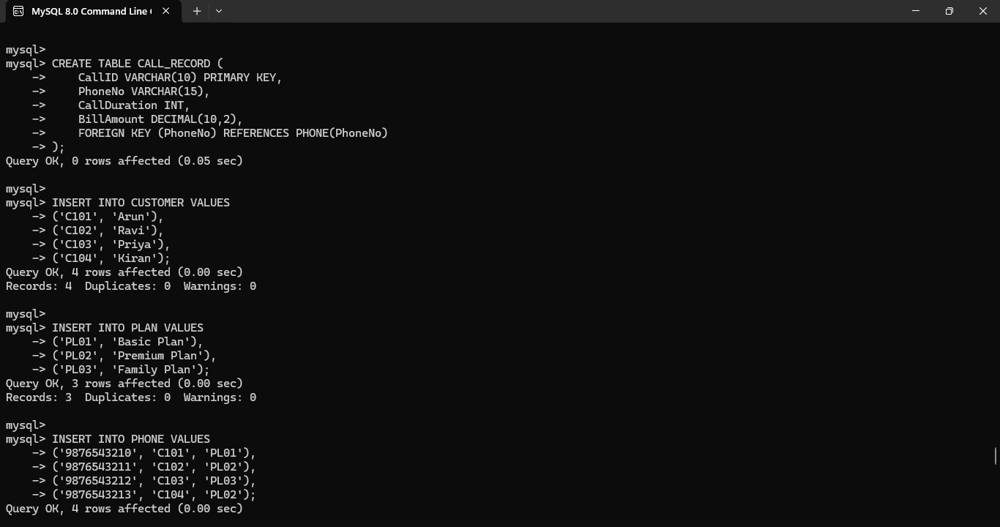 MySQL 8.0 Command Line
mysql>
mysql> CREATE TABLE CALL_RECORD (
    ->     CallID VARCHAR(10) PRIMARY KEY,
    ->     PhoneNo VARCHAR(15),
    ->     CallDuration INT,
    ->     BillAmount DECIMAL(10,2),
    ->     FOREIGN KEY (PhoneNo) REFERENCES PHONE(PhoneNo)
    -> );
Query OK, 0 rows affected (0.05 sec)
mysql>
mysql> INSERT INTO CUSTOMER VALUES
    -> ('C101', 'Arun'),
    -> ('C102', 'Ravi'),
    -> ('C103', 'Priya'),
    -> ('C104', 'Kiran');
Query OK, 4 rows affected (0.00 sec)
Records: 4  Duplicates: 0  Warnings: 0
mysql>
mysql> INSERT INTO PLAN VALUES
    -> ('PL01', 'Basic Plan'),
    -> ('PL02', 'Premium Plan'),
    -> ('PL03', 'Family Plan');
Query OK, 3 rows affected (0.00 sec)
Records: 3  Duplicates: 0  Warnings: 0
mysql>
mysql> INSERT INTO PHONE VALUES
    -> ('9876543210', 'C101', 'PL01'),
    -> ('9876543211', 'C102', 'PL02'),
    -> ('9876543212', 'C103', 'PL03'),
    -> ('9876543213', 'C104', 'PL02');
Query OK, 4 rows affected (0.00 sec)